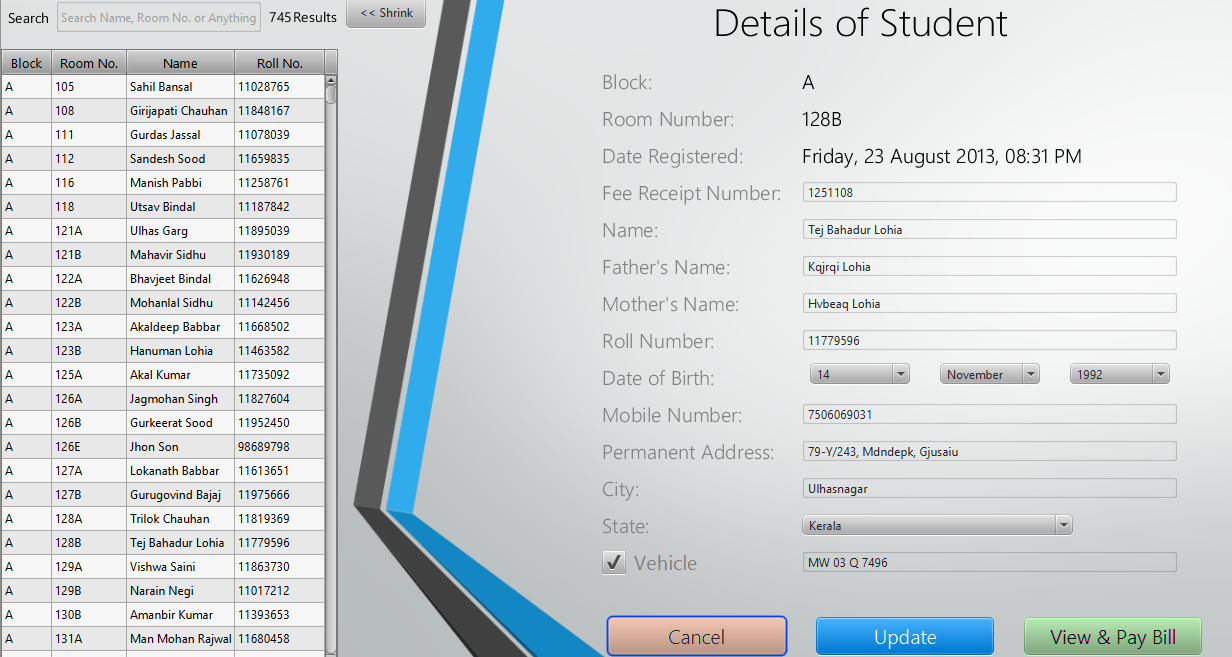 Search Search Name, Room No. or Anything 745 Results << Shrink
Block Room No. Name Roll No.
A 105 Sahil Bansal 11028765
A 108 Girijapati Chauhan 11848167
A 111 Gurdas Jassal 11078039
A 112 Sandesh Sood 11659835
A 116 Manish Pabbi 11258761
A 118 Utsav Bindal 11187842
A 121A Ulhas Garg 11895039
A 121B Mahavir Sidhu 11930189
A 122A Bhavjeet Bindal 11626948
A 122B Mohanlal Sidhu 11142456
A 123A Akaldeep Babbar 11668502
A 123B Hanuman Lohia 11463582
A 125A Akal Kumar 11735092
A 126A Jagmohan Singh 11827604
A 126B Gurkeerat Sood 11952450
A 126E Jhon Son 98689798
A 127A Lokanath Babbar 11613651
A 127B Gurugovind Bajaj 11975666
A 128A Trilok Chauhan 11819369
A 128B Tej Bahadur Lohia 11779596
A 129A Vishwa Saini 11863730
A 129B Narain Negi 11017212
A 130B Amanbir Kumar 11393653
A 131A Man Mohan Rajwal 11680458
Details of Student
Block: A
Room Number: 128B
Date Registered: Friday, 23 August 2013, 08:31 PM
Fee Receipt Number: 1251108
Name: Tej Bahadur Lohia
Father's Name: Kqjrqi Lohia
Mother's Name: Hvbeaq Lohia
Roll Number: 11779596
Date of Birth: 14 November 1992
Mobile Number: 7506069031
Permanent Address: 79-Y/243, Mdndepk, Gjusaiu
City: Ulhasnagar
State: Kerala
Vehicle MW 03 Q 7496
Cancel Update View & Pay Bill